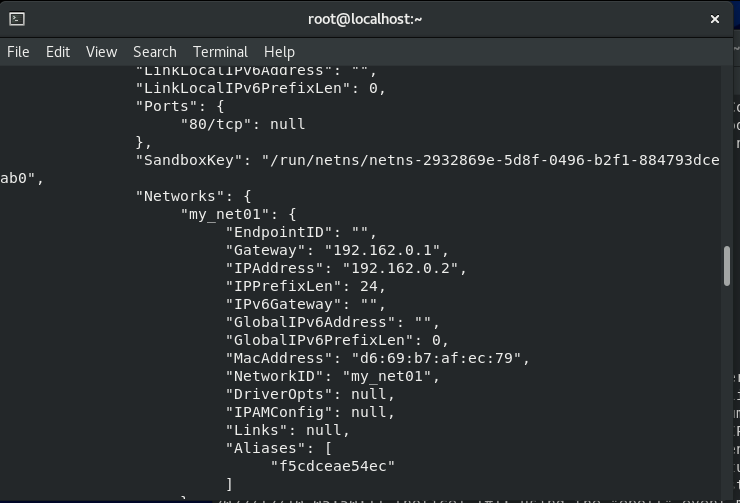 root@localhost:~
File Edit View Search Terminal Help
"LinkLocalIPv6Address": "",
"LinkLocalIPv6PrefixLen": 0,
"Ports": {
"80/tcp": null
},
"SandboxKey": "/run/netns/netns-2932869e-5d8f-0496-b2f1-884793dce
ab0",
"Networks": {
"my_net01": {
"EndpointID": "",
"Gateway": "192.162.0.1",
"IPAddress": "192.162.0.2",
"IPPrefixLen": 24,
"IPv6Gateway": "",
"GlobalIPv6Address": "",
"GlobalIPv6PrefixLen": 0,
"MacAddress": "d6:69:b7:af:ec:79",
"NetworkID": "my_net01",
"DriverOpts": null,
"IPAMConfig": null,
"Links": null,
"Aliases": [
"f5cdceae54ec"
]
}